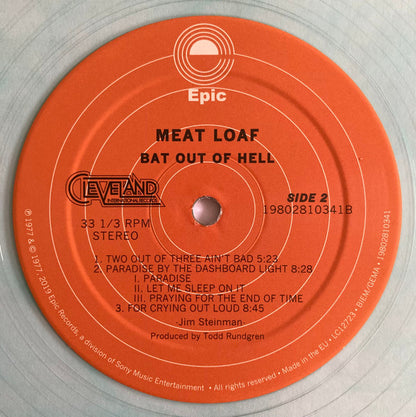 Epic
MEAT LOAF
BAT OUT OF HELL
CLEVELAND
INTERNATIONAL RECORDS
SIDE 2
33 1/3 RPM
19802810341B
STEREO
1. TWO OUT OF THREE AIN'T BAD 5:23
2. PARADISE BY THE DASHBOARD LIGHT 8:28
I. PARADISE
II. LET ME SLEEP ON IT
III. PRAYING FOR THE END OF TIME
3. FOR CRYING OUT LOUD 8:45
-Jim Steinman-
Produced by Todd Rundgren
℗ 1977 & © 1977, 2019 Epic Records, a division of Sony Music Entertainment • All rights reserved • Made in the EU • LC12723 • BIEM/GEMA • 19802810341